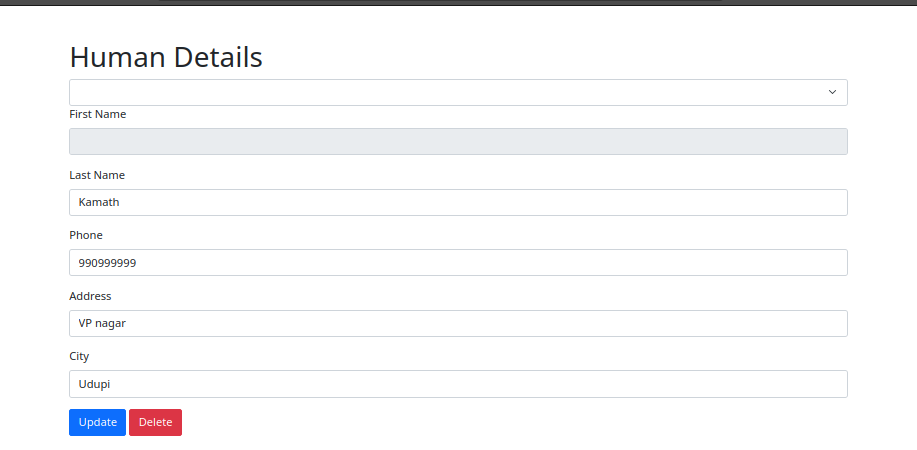 Human Details
First Name
Last Name
Kamath
Phone
990999999
Address
VP nagar
City
Udupi
Update Delete